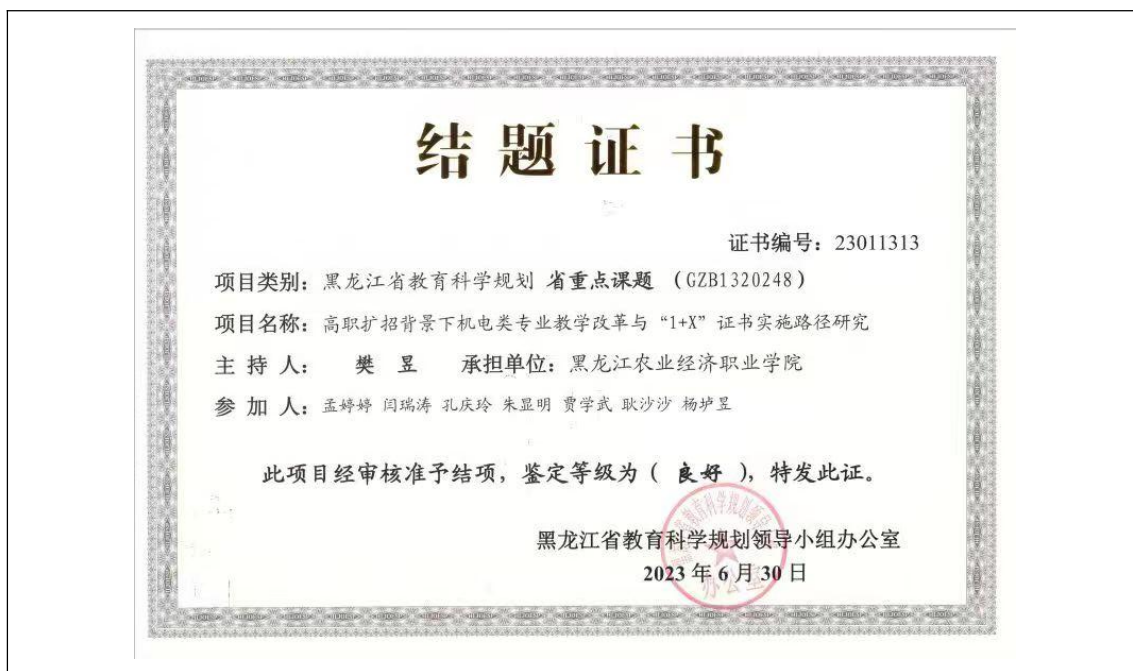 结题证书
证书编号：23011313
项目类别：黑龙江省教育科学规划 省重点课题 （GZB1320248）
项目名称：高职扩招背景下机电类专业教学改革与“1+X”证书实施路径研究
主 持 人： 樊 昱 承担单位：黑龙江农业经济职业学院
参 加 人：孟婷婷 闫瑞涛 孔庆玲 朱显明 贾学武 耿沙沙 杨垆昱
此项目经审核准予结项，鉴定等级为（ 良好 ），特发此证。
黑龙江省教育科学规划领导小组办公室
2023 年 6 月 30 日
办公室